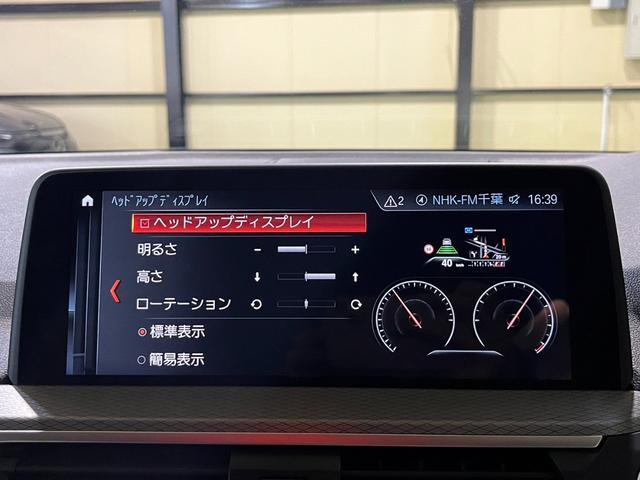 ﾍｯﾄﾞｱｯﾌﾟﾃﾞｨｽﾌﾟﾚｲ
2 NHK-FM千葉 16:39
ヘッドアップディスプレイ
明るさ - +
高さ
ローテーション
標準表示
簡易表示
40 km/h